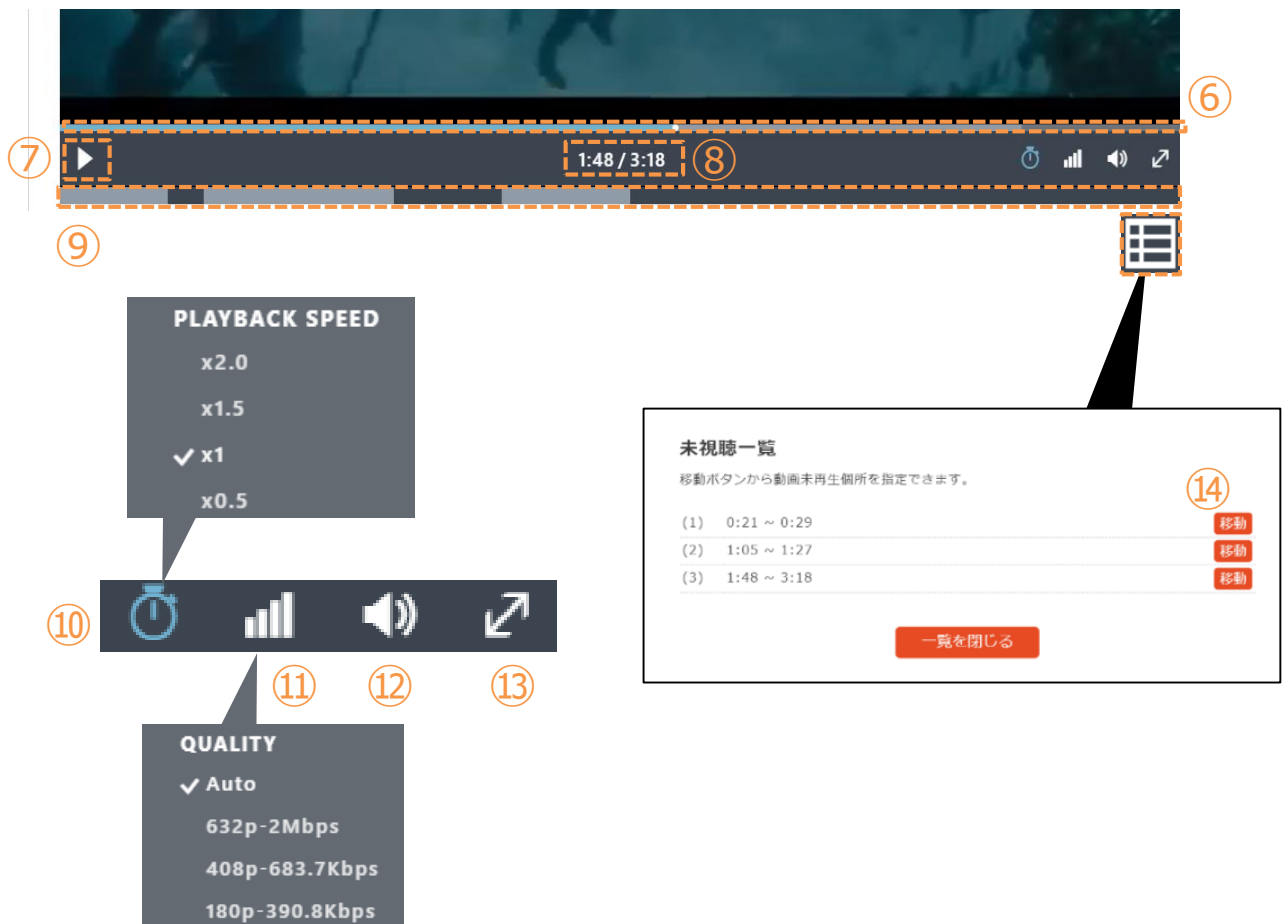 ⑥
⑦
1:48 / 3:18
⑧
⑨
PLAYBACK SPEED
x2.0
x1.5
x1
x0.5
⑩
⑪
⑫
⑬
QUALITY
Auto
632p-2Mbps
408p-683.7Kbps
180p-390.8Kbps
未視聴一覧
移動ボタンから動画未再生個所を指定できます。
⑭
(1) 0:21 ~ 0:29 移動
(2) 1:05 ~ 1:27 移動
(3) 1:48 ~ 3:18 移動
一覧を閉じる